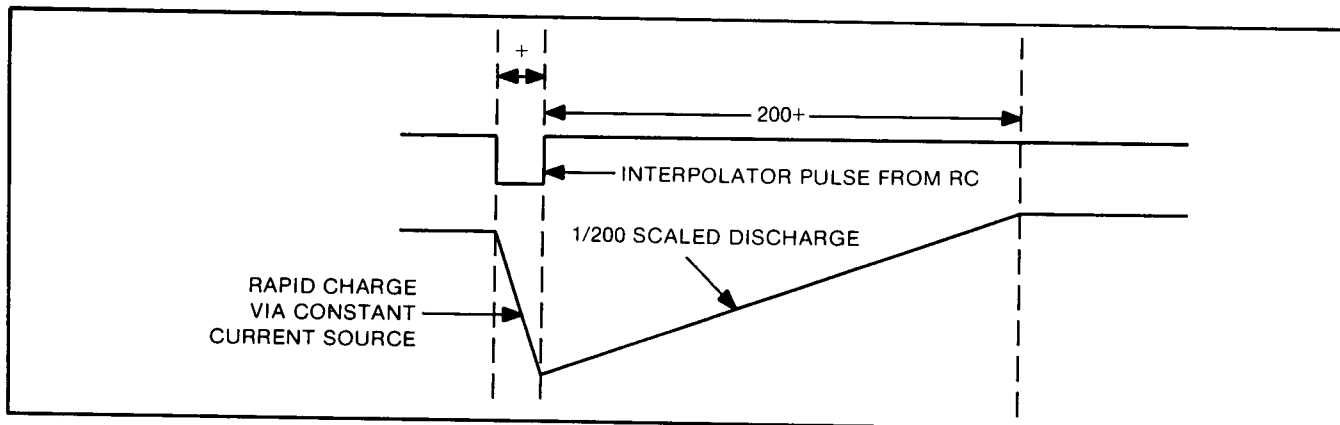 +
200+
INTERPOLATOR PULSE FROM RC
1/200 SCALED DISCHARGE
RAPID CHARGE
VIA CONSTANT
CURRENT SOURCE